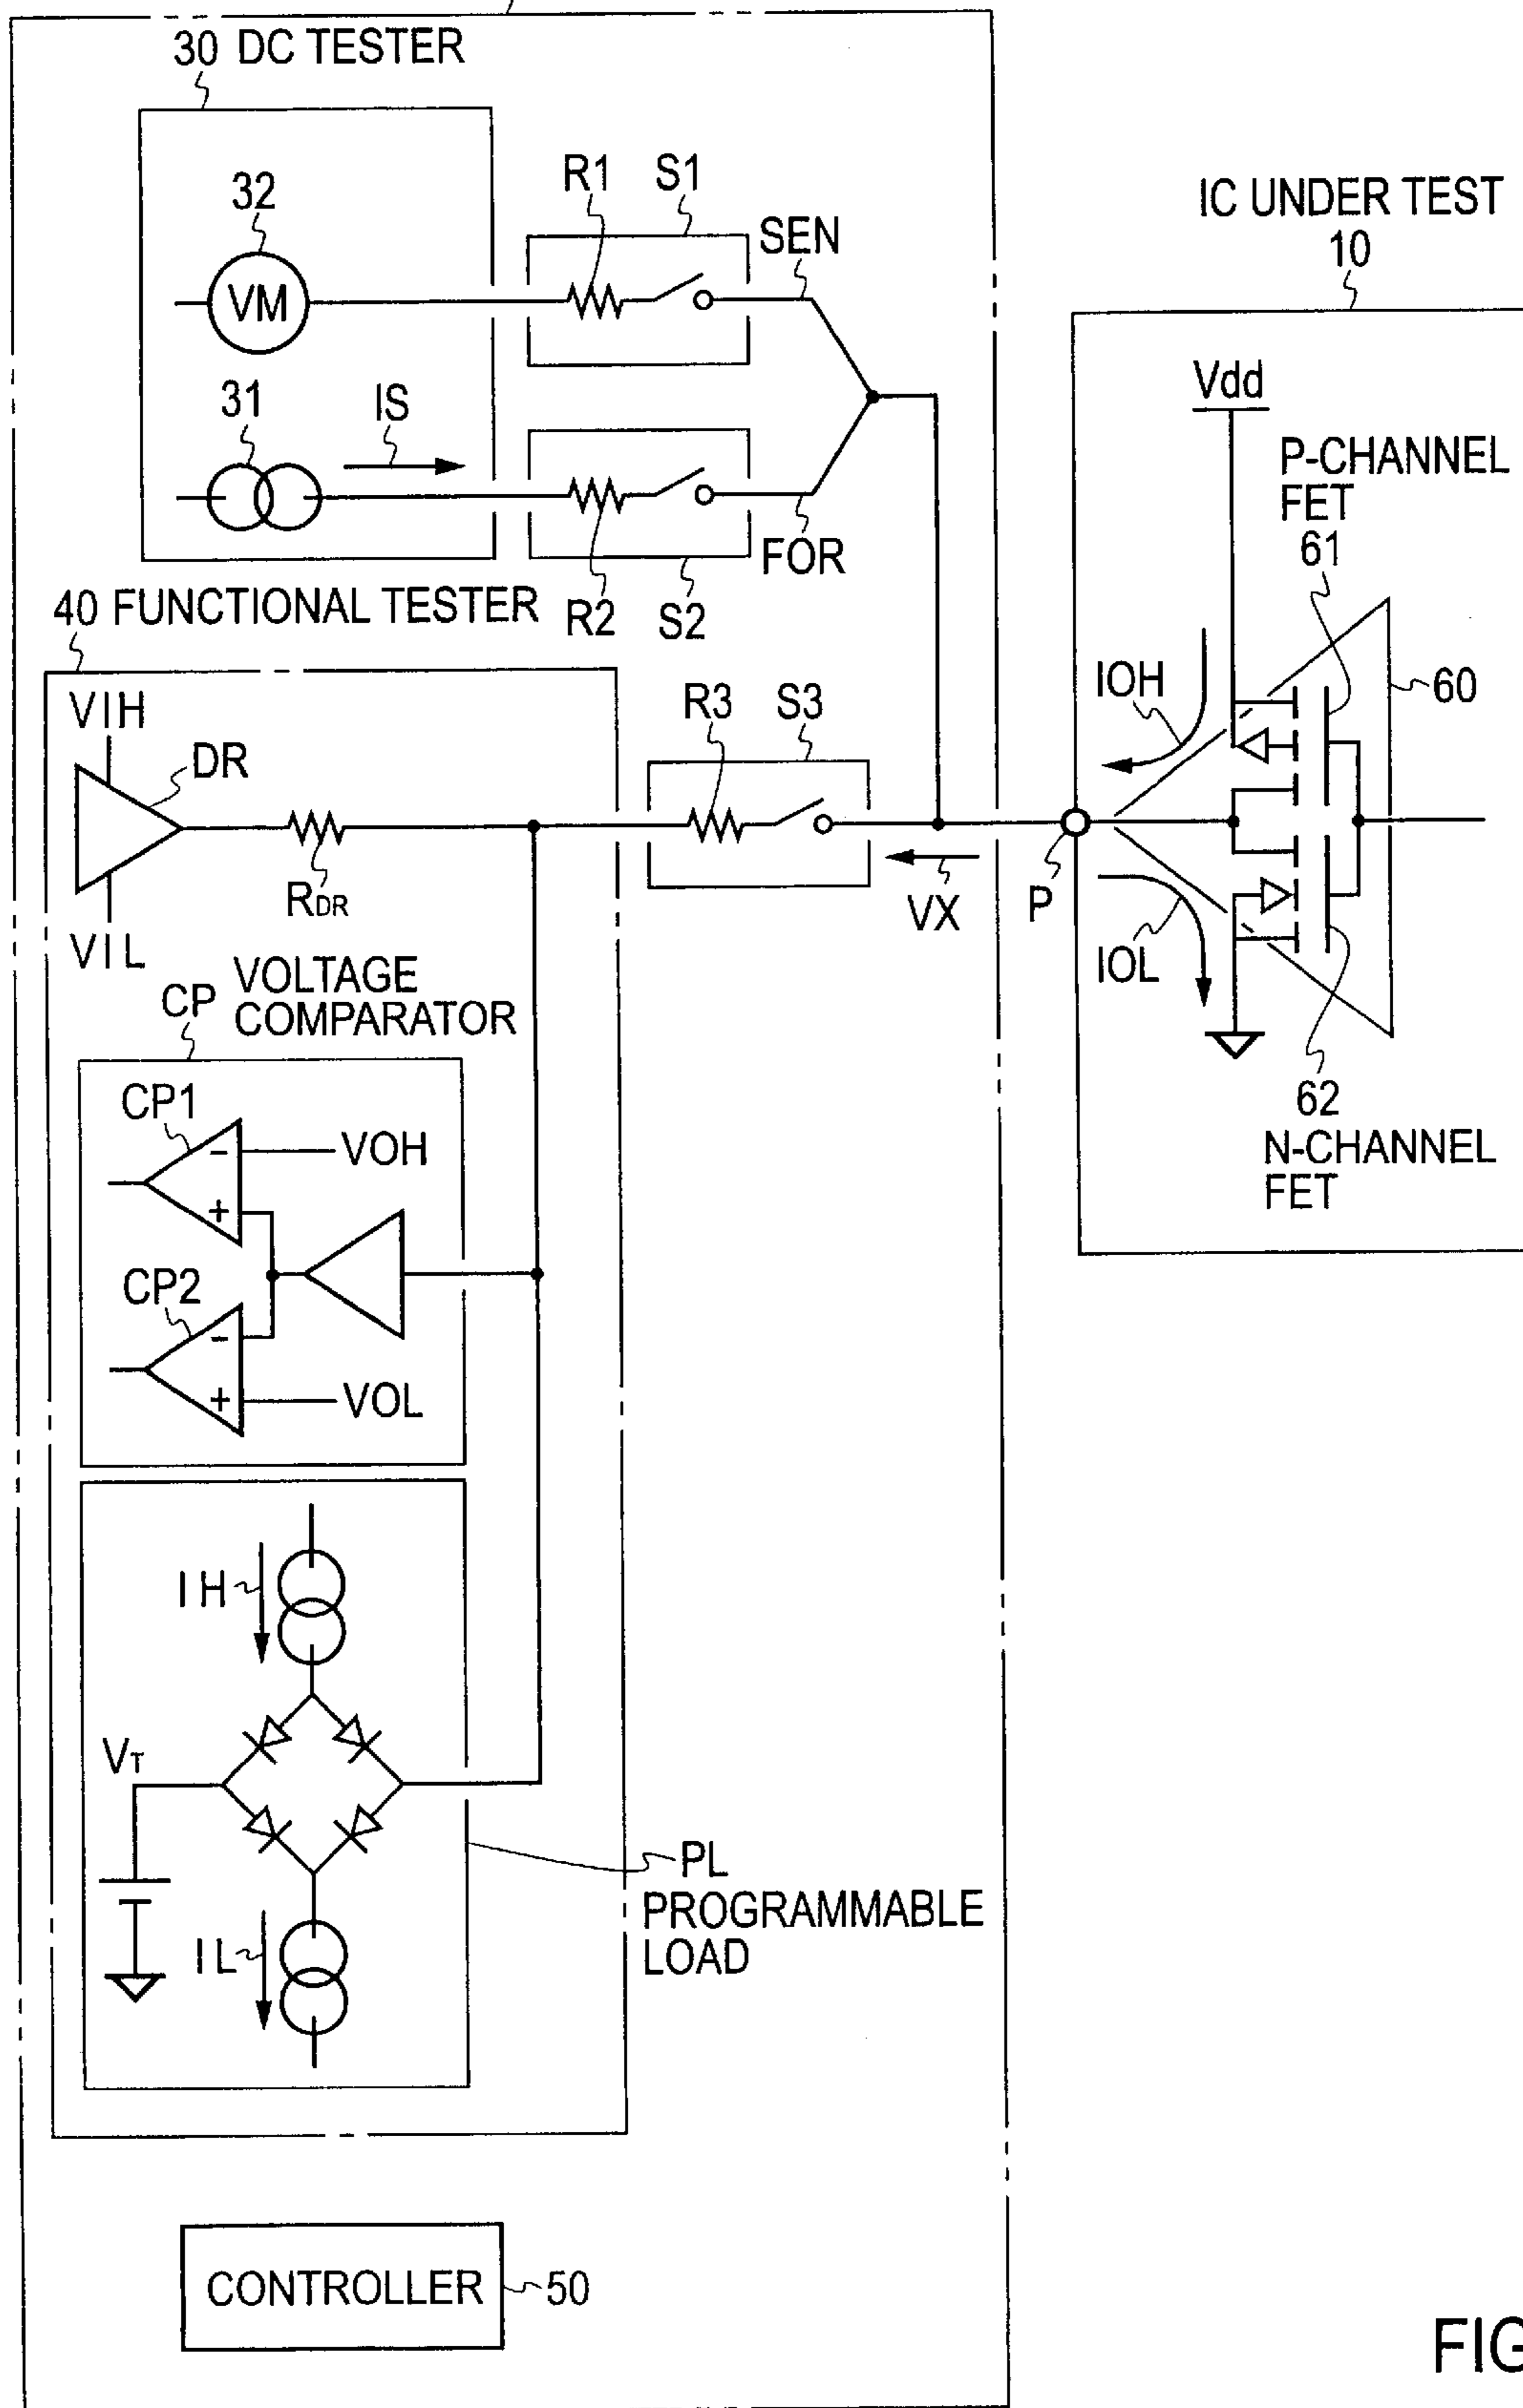 30 DC TESTER
32
VM
R1
S1
SEN
31
IS
R2
S2
FOR
IC UNDER TEST
10
Vdd
P-CHANNEL
FET
61
IOH
60
P
IOL
62
N-CHANNEL
FET
40 FUNCTIONAL TESTER
VIH
DR
VIL
RDR
R3
S3
VX
CP VOLTAGE
COMPARATOR
CP1
-
VOH
+
CP2
-
+
VOL
IH
VT
IL
PL
PROGRAMMABLE
LOAD
CONTROLLER
50
FIG